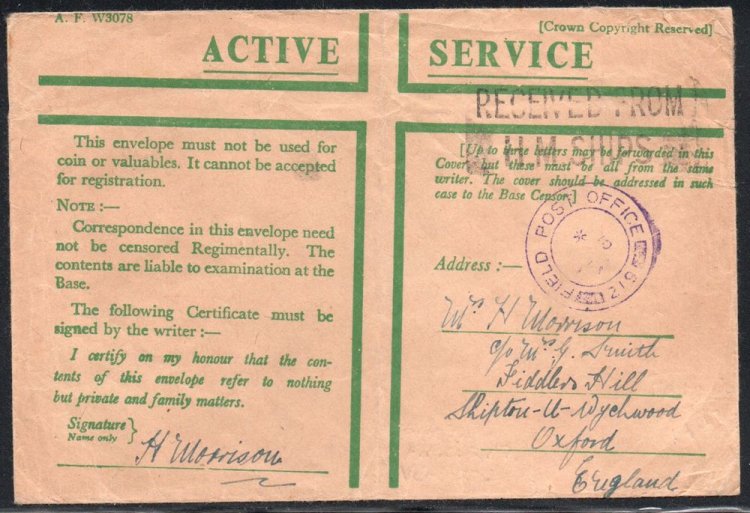 A. F. W3078
[Crown Copyright Reserved]
ACTIVE SERVICE
RECEIVED FROM
H.M. SHIPS
This envelope must not be used for
coin or valuables. It cannot be accepted
for registration.
NOTE :—
Correspondence in this envelope need
not be censored Regimentally. The
contents are liable to examination at the
Base.
The following Certificate must be
signed by the writer :—
I certify on my honour that the con-
tents of this envelope refer to nothing
but private and family matters.
Signature
Name only
H Morrison
[Up to three letters may be forwarded in this
Cover, but these must be all from the same
writer. The cover should be addressed in such
case to the Base Censor.]
FIELD POST OFFICE
Address :—
Mrs H Morrison
c/o Mrs G. Smith
Fiddlers Hill
Shipton-U-Wychwood
Oxford
England